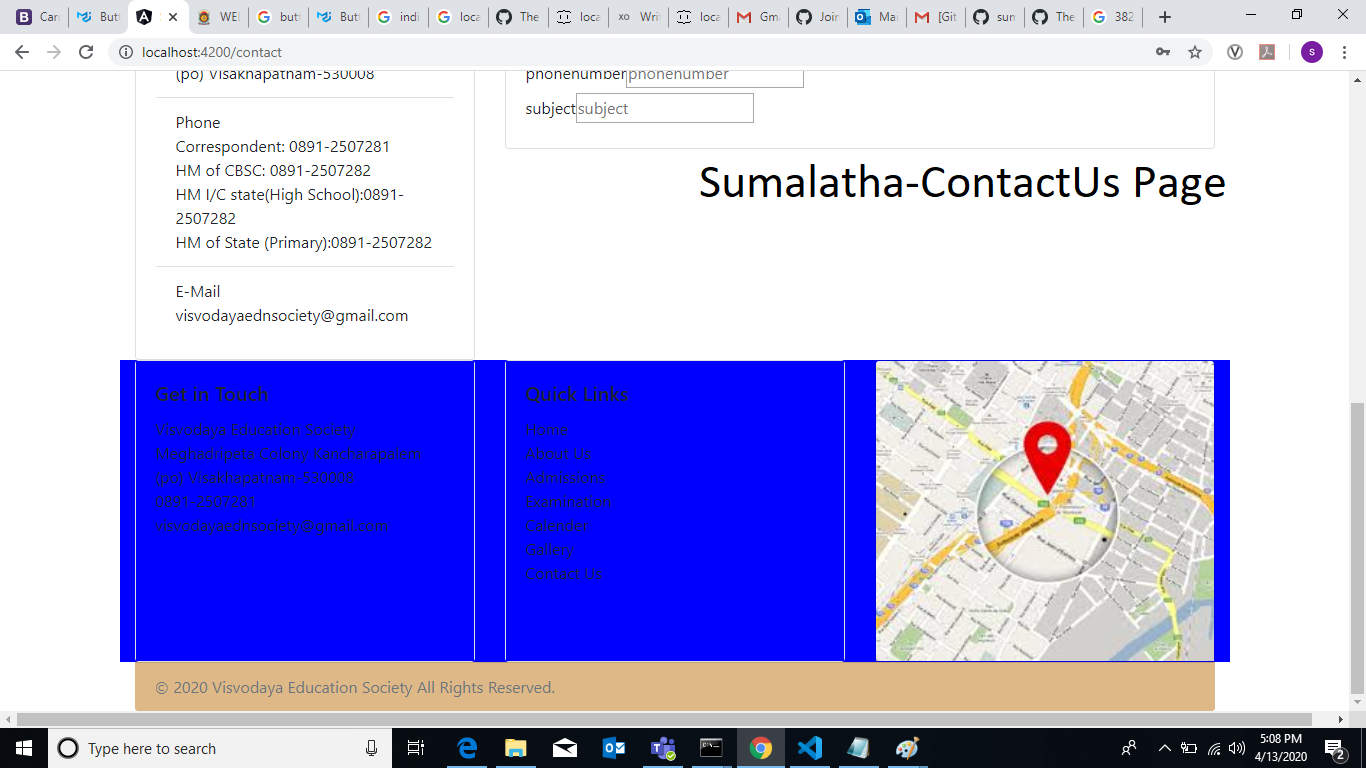 Car
But
WE
butt
Butt
indi
loca
The
loca
Wri
loca
Gm
Join
Mai
[Git
sun
The
382
localhost:4200/contact
s
(po) Visakhapatnam-530008
phonenumber phonenumber
subject subject
Phone
Correspondent: 0891-2507281
HM of CBSC: 0891-2507282
HM I/C state(High School):0891-
2507282
HM of State (Primary):0891-2507282
E-Mail
visvodayaednsociety@gmail.com
Sumalatha-ContactUs Page
Get in Touch
Visvodaya Education Society
Meghadripeta Colony Kancharapalem
(po) Visakhapatnam-530008
0891-2507281
visvodayaednsociety@gmail.com
Quick Links
Home
About Us
Admissions
Examination
Calender
Gallery
Contact Us
© 2020 Visvodaya Education Society All Rights Reserved.
Type here to search
5:08 PM
4/13/2020
2